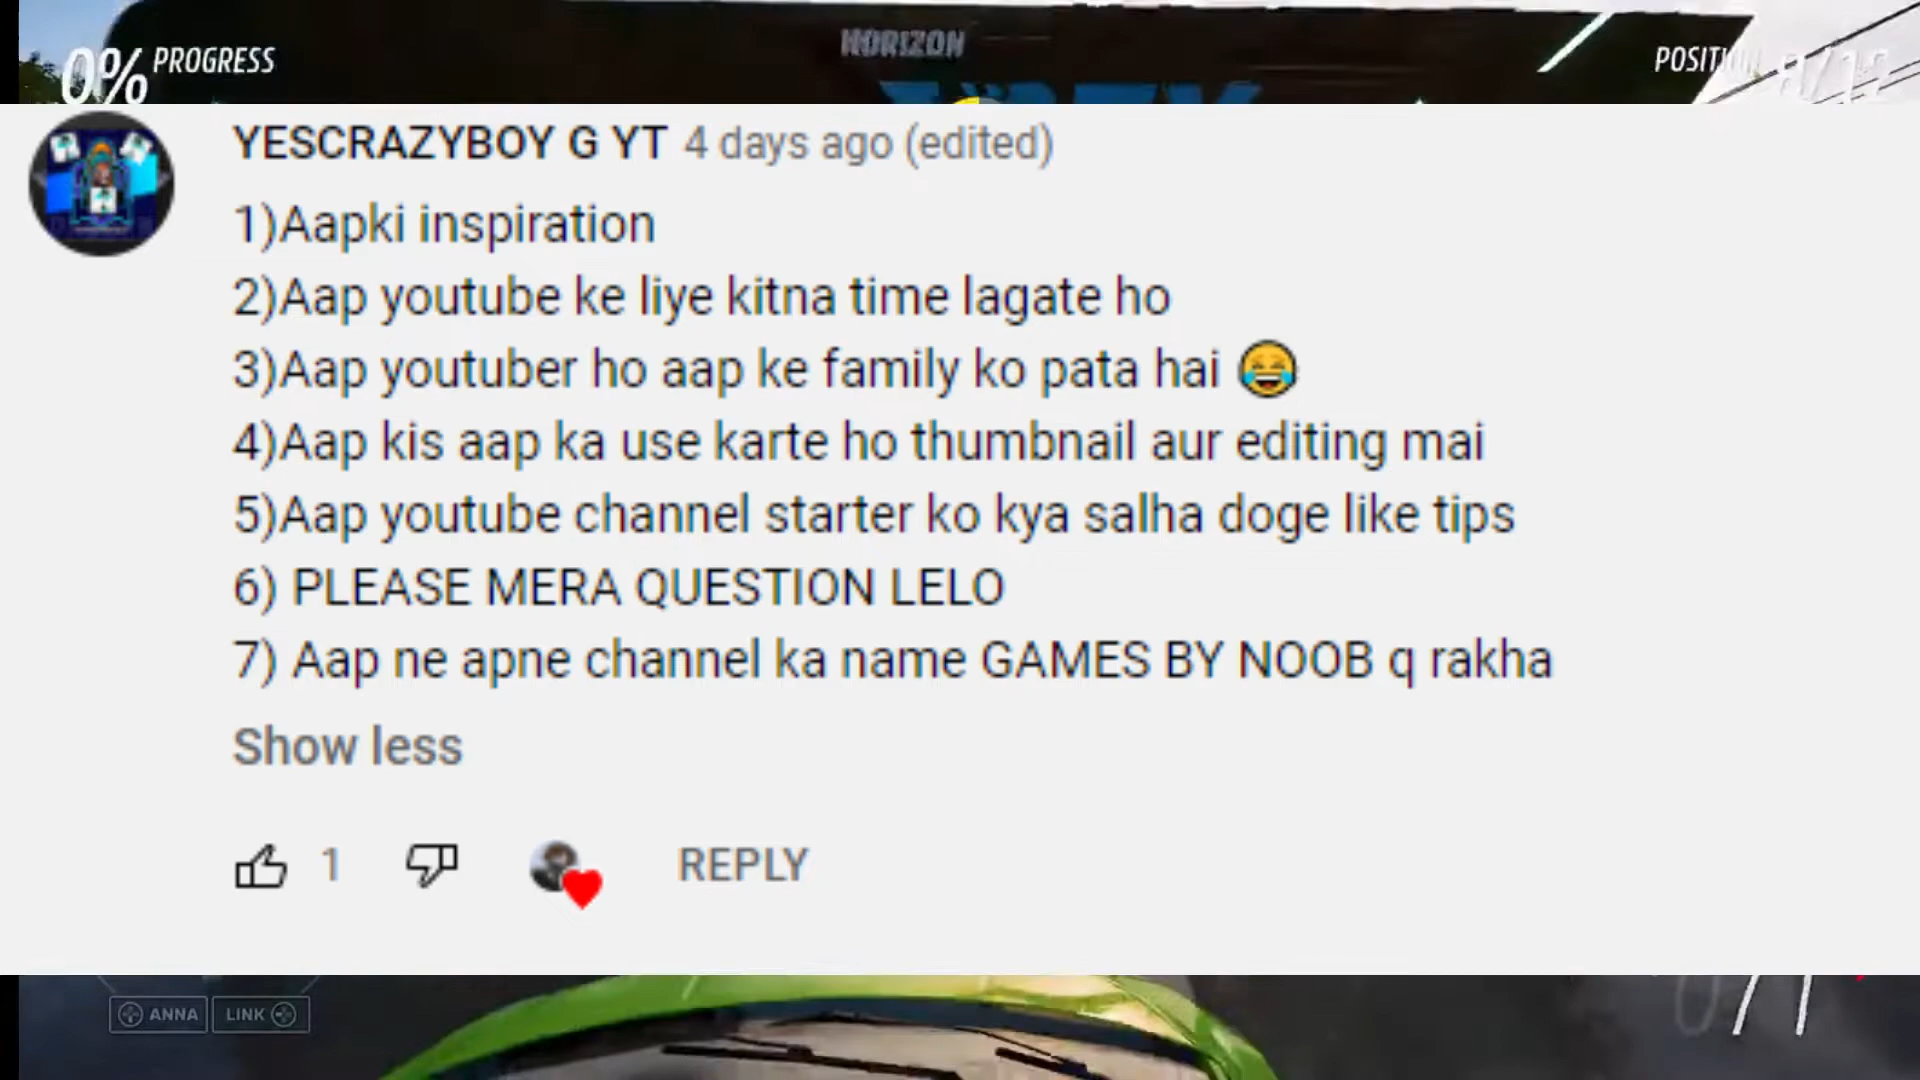 HORIZON
0% PROGRESS
POSITION
YESCRAZYBOY G YT 4 days ago (edited)
1)Aapki inspiration
2)Aap youtube ke liye kitna time lagate ho
3)Aap youtuber ho aap ke family ko pata hai 😂
4)Aap kis aap ka use karte ho thumbnail aur editing mai
5)Aap youtube channel starter ko kya salha doge like tips
6) PLEASE MERA QUESTION LELO
7) Aap ne apne channel ka name GAMES BY NOOB q rakha
Show less
1 REPLY
ANNA LINK